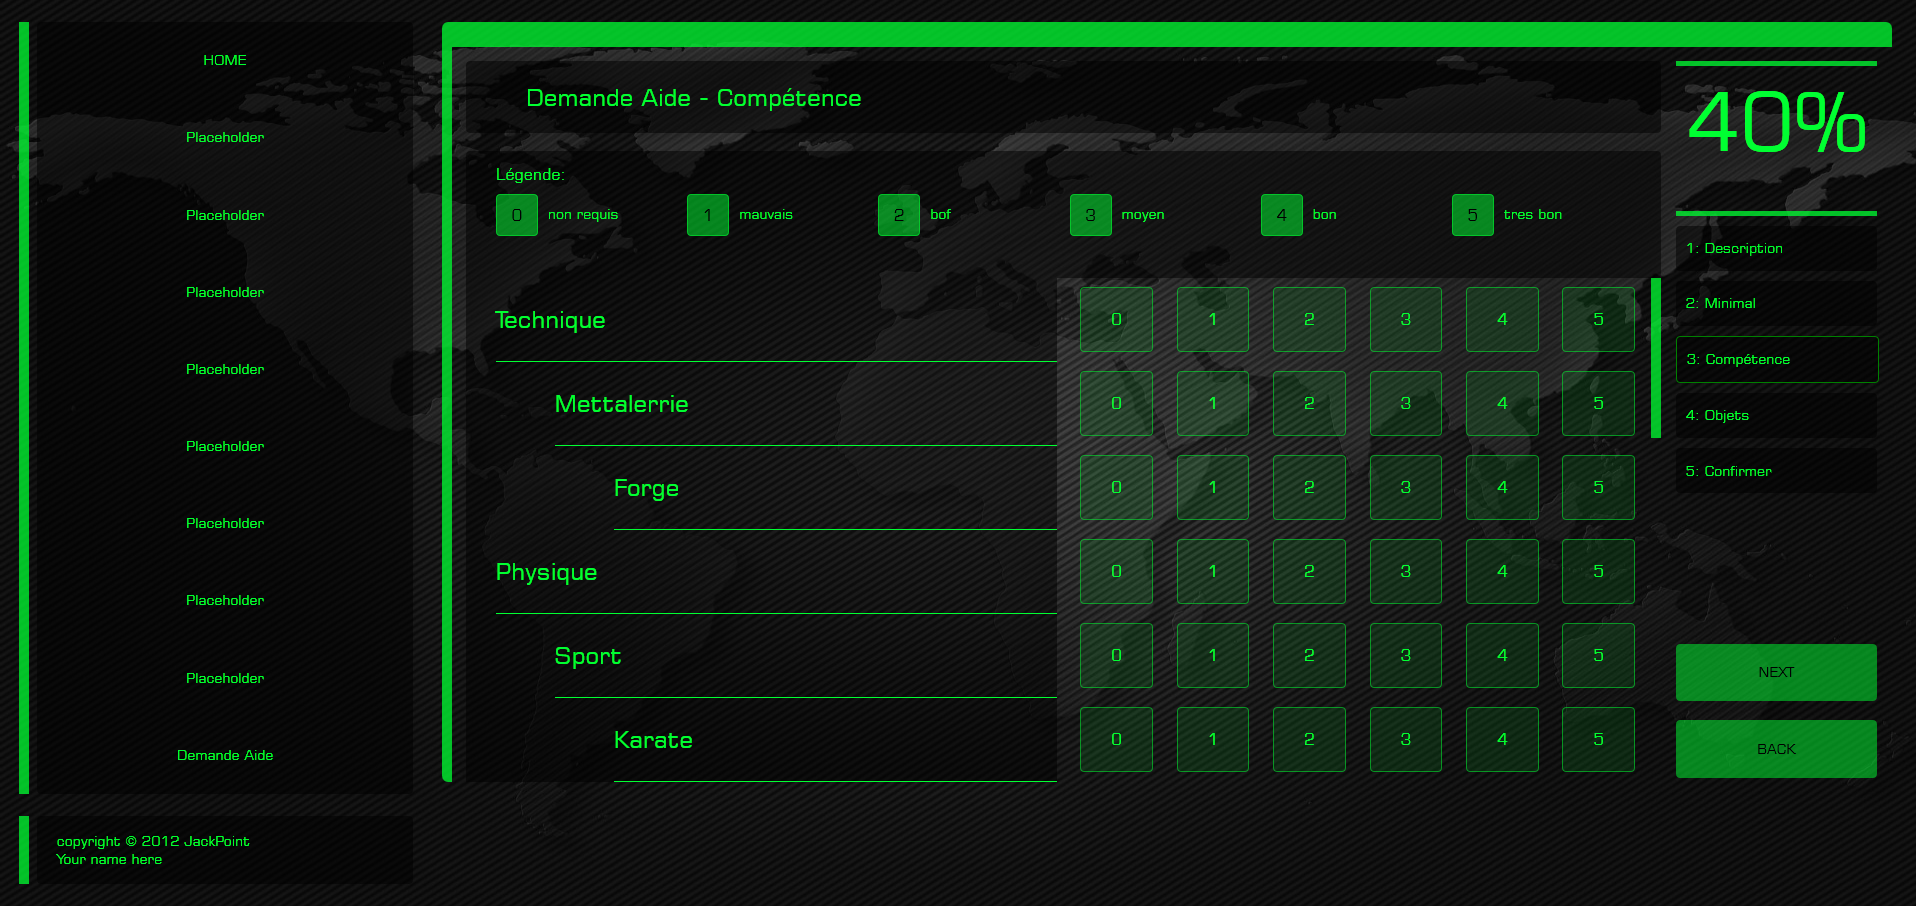 HOME
Placeholder
Placeholder
Placeholder
Placeholder
Placeholder
Placeholder
Placeholder
Placeholder
Demande Aide
copyright © 2012 JackPoint
Your name here
Demande Aide - Compétence
Légende:
0 non requis 1 mauvais 2 bof 3 moyen 4 bon 5 tres bon
Technique 0 1 2 3 4 5
Mettalerrie 0 1 2 3 4 5
Forge 0 1 2 3 4 5
Physique 0 1 2 3 4 5
Sport 0 1 2 3 4 5
Karate 0 1 2 3 4 5
40%
1: Description
2: Minimal
3: Compétence
4: Objets
5: Confirmer
NEXT
BACK